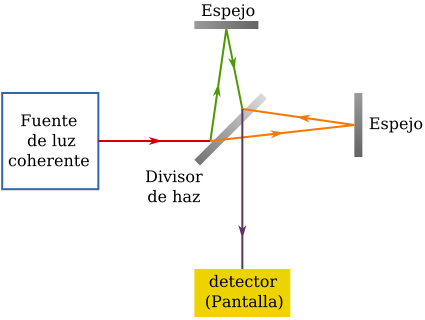 Espejo
Fuente
de luz
coherente
Espejo
Divisor
de haz
detector
(Pantalla)